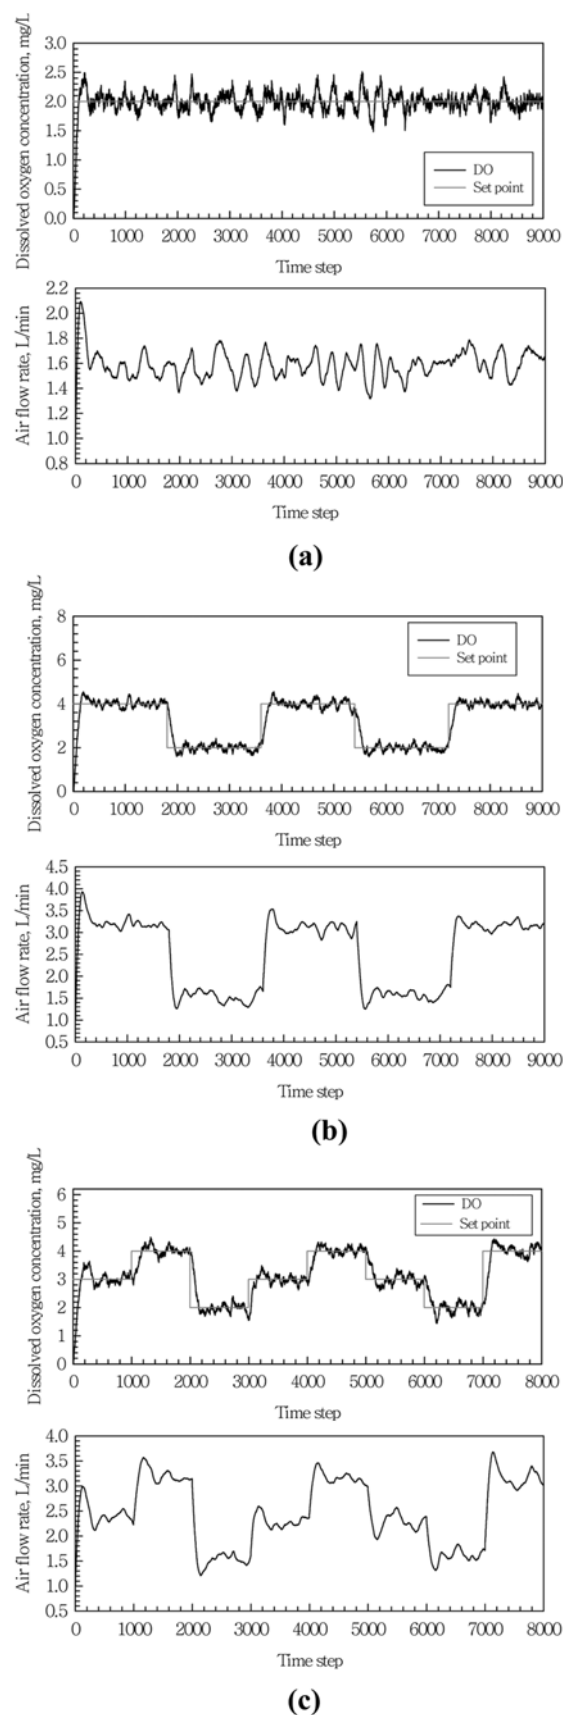 Dissolved oxygen concentration, mg/L
3.0
2.5
2.0
1.5
1.0
0.5
0.0
DO
Set point
0 1000 2000 3000 4000 5000 6000 7000 8000 9000
Time step
Air flow rate, L/min
2.2
2.0
1.8
1.6
1.4
1.2
1.0
0.8
0 1000 2000 3000 4000 5000 6000 7000 8000 9000
Time step
(a)
Dissolved oxygen concentration, mg/L
8
6
4
2
0
DO
Set point
0 1000 2000 3000 4000 5000 6000 7000 8000 9000
Time step
Air flow rate, L/min
4.5
4.0
3.5
3.0
2.5
2.0
1.5
1.0
0.5
0 1000 2000 3000 4000 5000 6000 7000 8000 9000
Time step
(b)
Dissolved oxygen concentration, mg/L
6
5
4
3
2
1
0
DO
Set point
0 1000 2000 3000 4000 5000 6000 7000 8000
Time step
Air flow rate, L/min
4.0
3.5
3.0
2.5
2.0
1.5
1.0
0.5
0 1000 2000 3000 4000 5000 6000 7000 8000
Time step
(c)